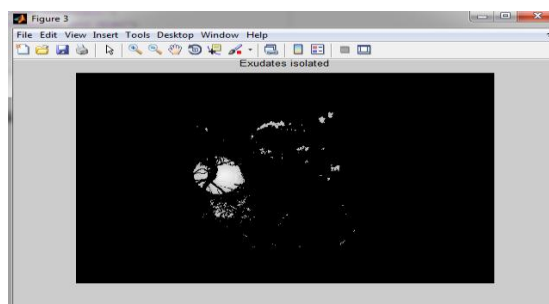 Figure 3
File Edit View Insert Tools Desktop Window Help
Exudates isolated